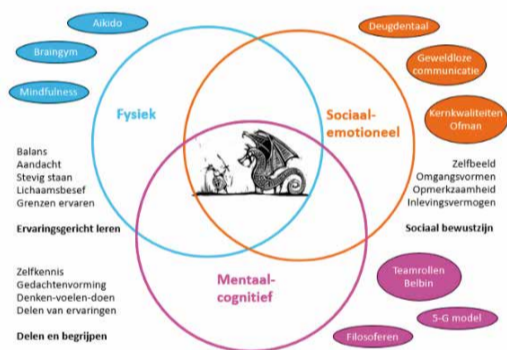 Aikido
Braingym
Mindfulness
Fysiek
Balans
Aandacht
Stevig staan
Lichaamsbesef
Grenzen ervaren
Ervaringsgericht leren
Deugdentaal
Geweldloze
communicatie
Kernkwaliteiten
Ofman
Sociaal-
emotioneel
Zelfbeeld
Omgangsvormen
Opmerkzaamheid
Inlevingsvermogen
Sociaal bewustzijn
Mentaal-
cognitief
Zelfkennis
Gedachtenvorming
Denken-voelen-doen
Delen van ervaringen
Delen en begrijpen
Teamrollen
Belbin
5-G model
Filosoferen